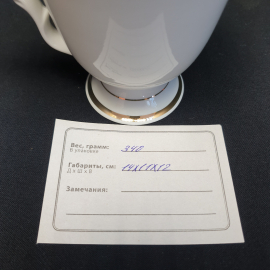 Вес, грамм: 340
В упаковке
Габариты, см: 14х11х12
Д х Ш х В
Замечания: